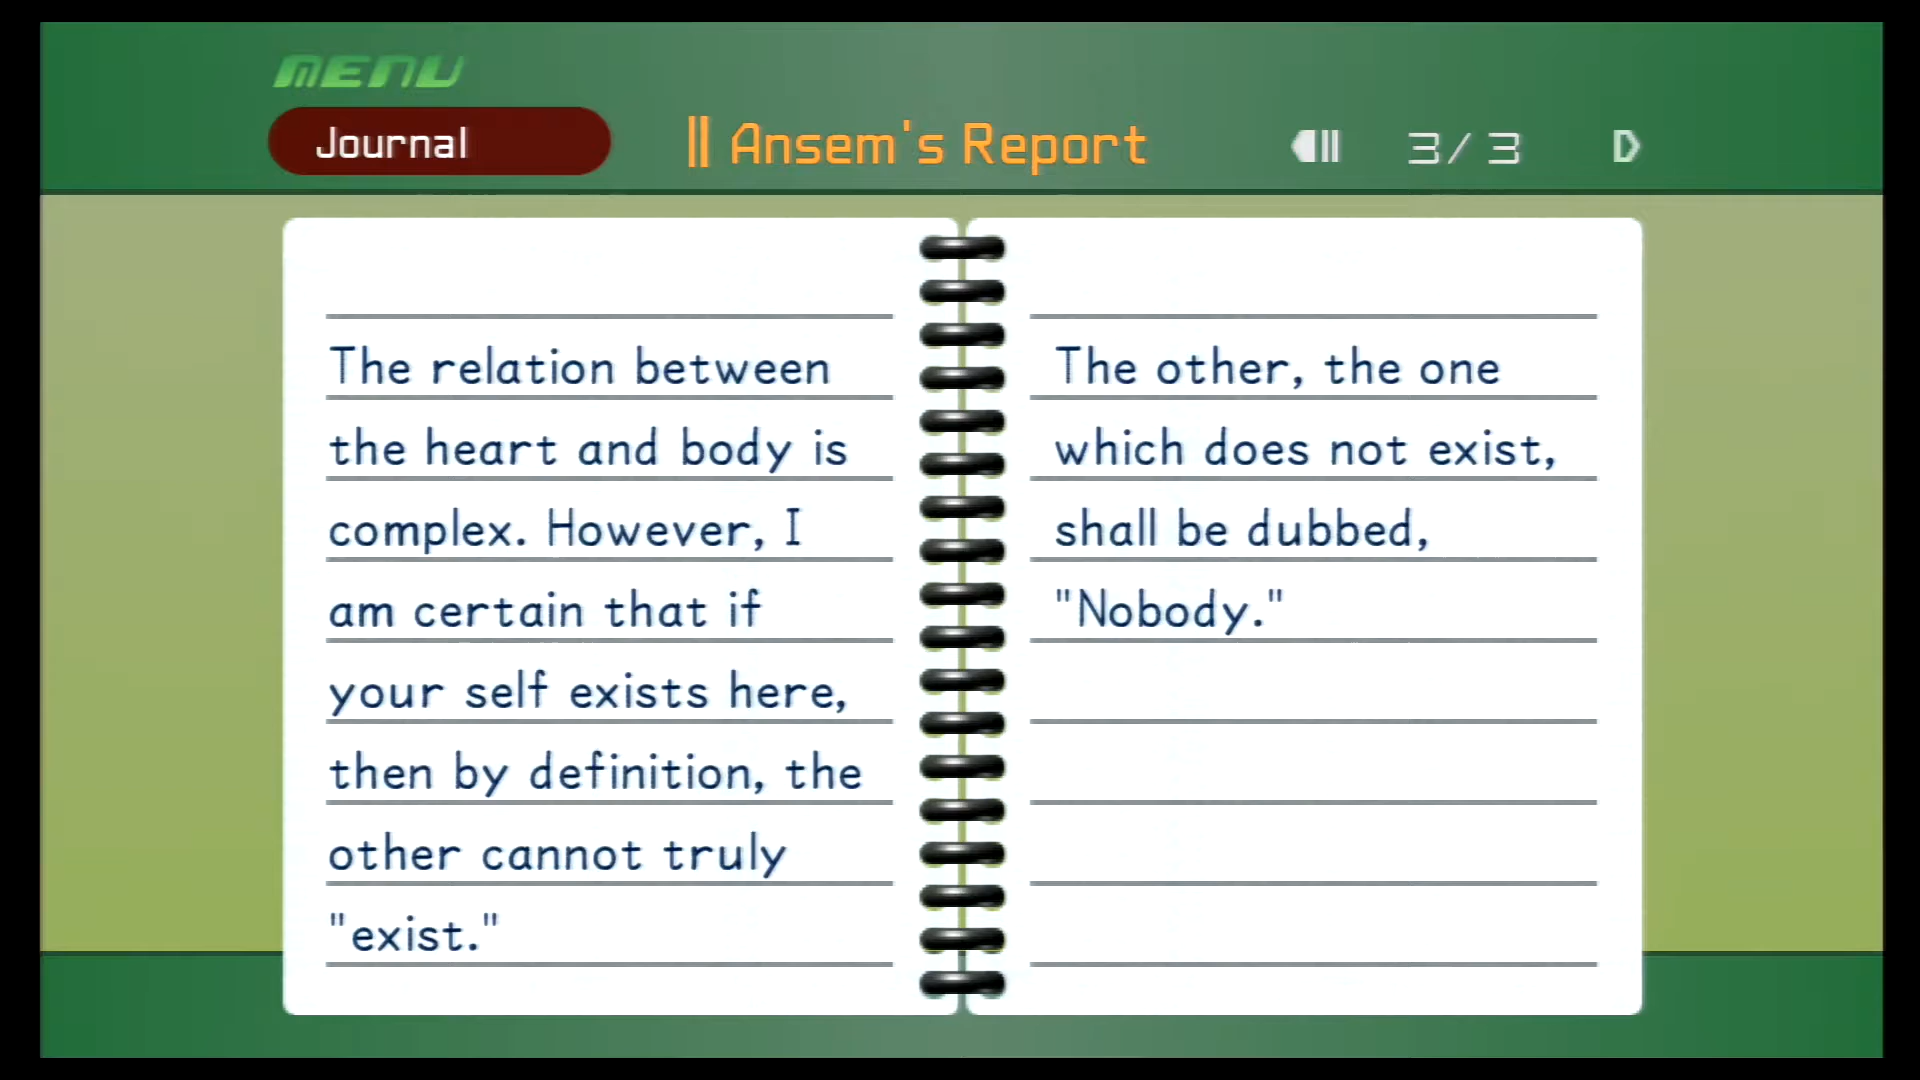 MENU
Journal
Ansem's Report
3/3
The relation between
the heart and body is
complex. However, I
am certain that if
your self exists here,
then by definition, the
other cannot truly
"exist."
The other, the one
which does not exist,
shall be dubbed,
"Nobody."